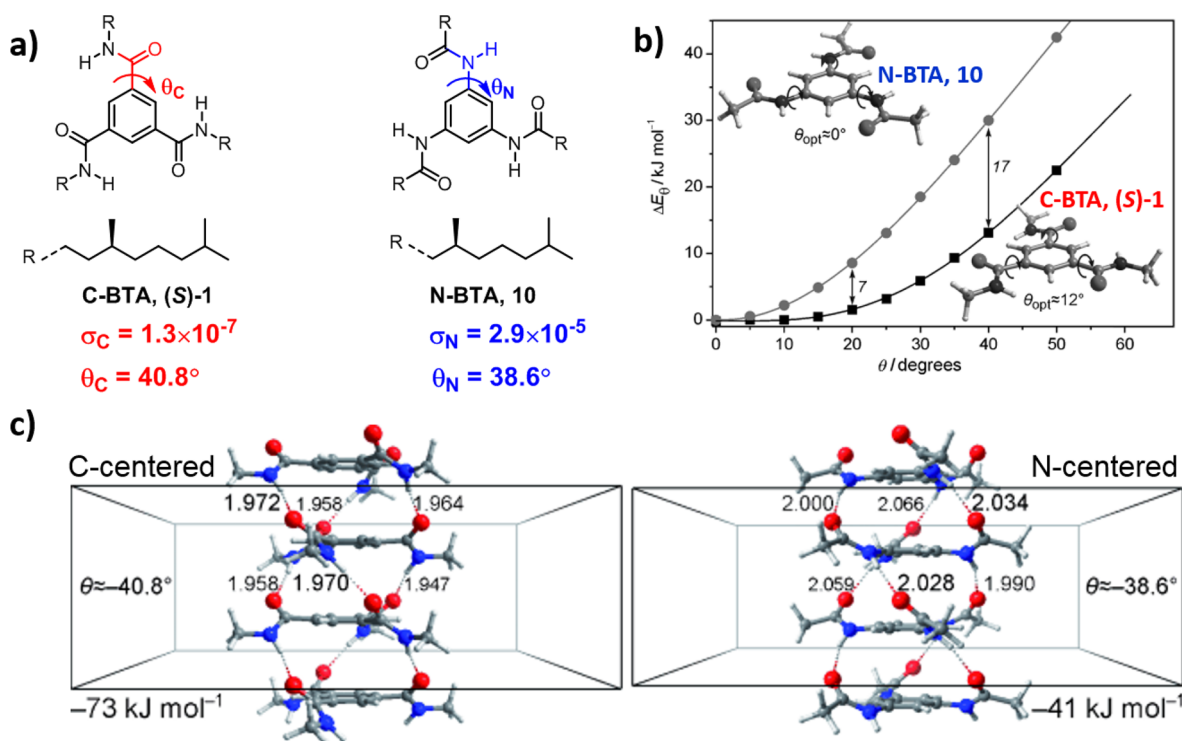 a)
R
N
H
O
θC
O
N
H
R
R
N
H
O
R
O
N
H
θN
O
N
H
R
R
N
H
O
R
R
C-BTA, (S)-1
N-BTA, 10
σC = 1.3×10-7
σN = 2.9×10-5
θC = 40.8°
θN = 38.6°
b)
ΔEθ / kJ mol−1
40
30
20
10
0
N-BTA, 10
θopt≈0°
17
C-BTA, (S)-1
7
θopt≈12°
0 10 20 30 40 50 60
θ / degrees
c)
C-centered
1.972 1.958 1.964
θ≈–40.8°
1.958 1.970 1.947
–73 kJ mol–1
N-centered
2.000 2.066 2.034
2.059 2.028 1.990
θ≈–38.6°
–41 kJ mol–1